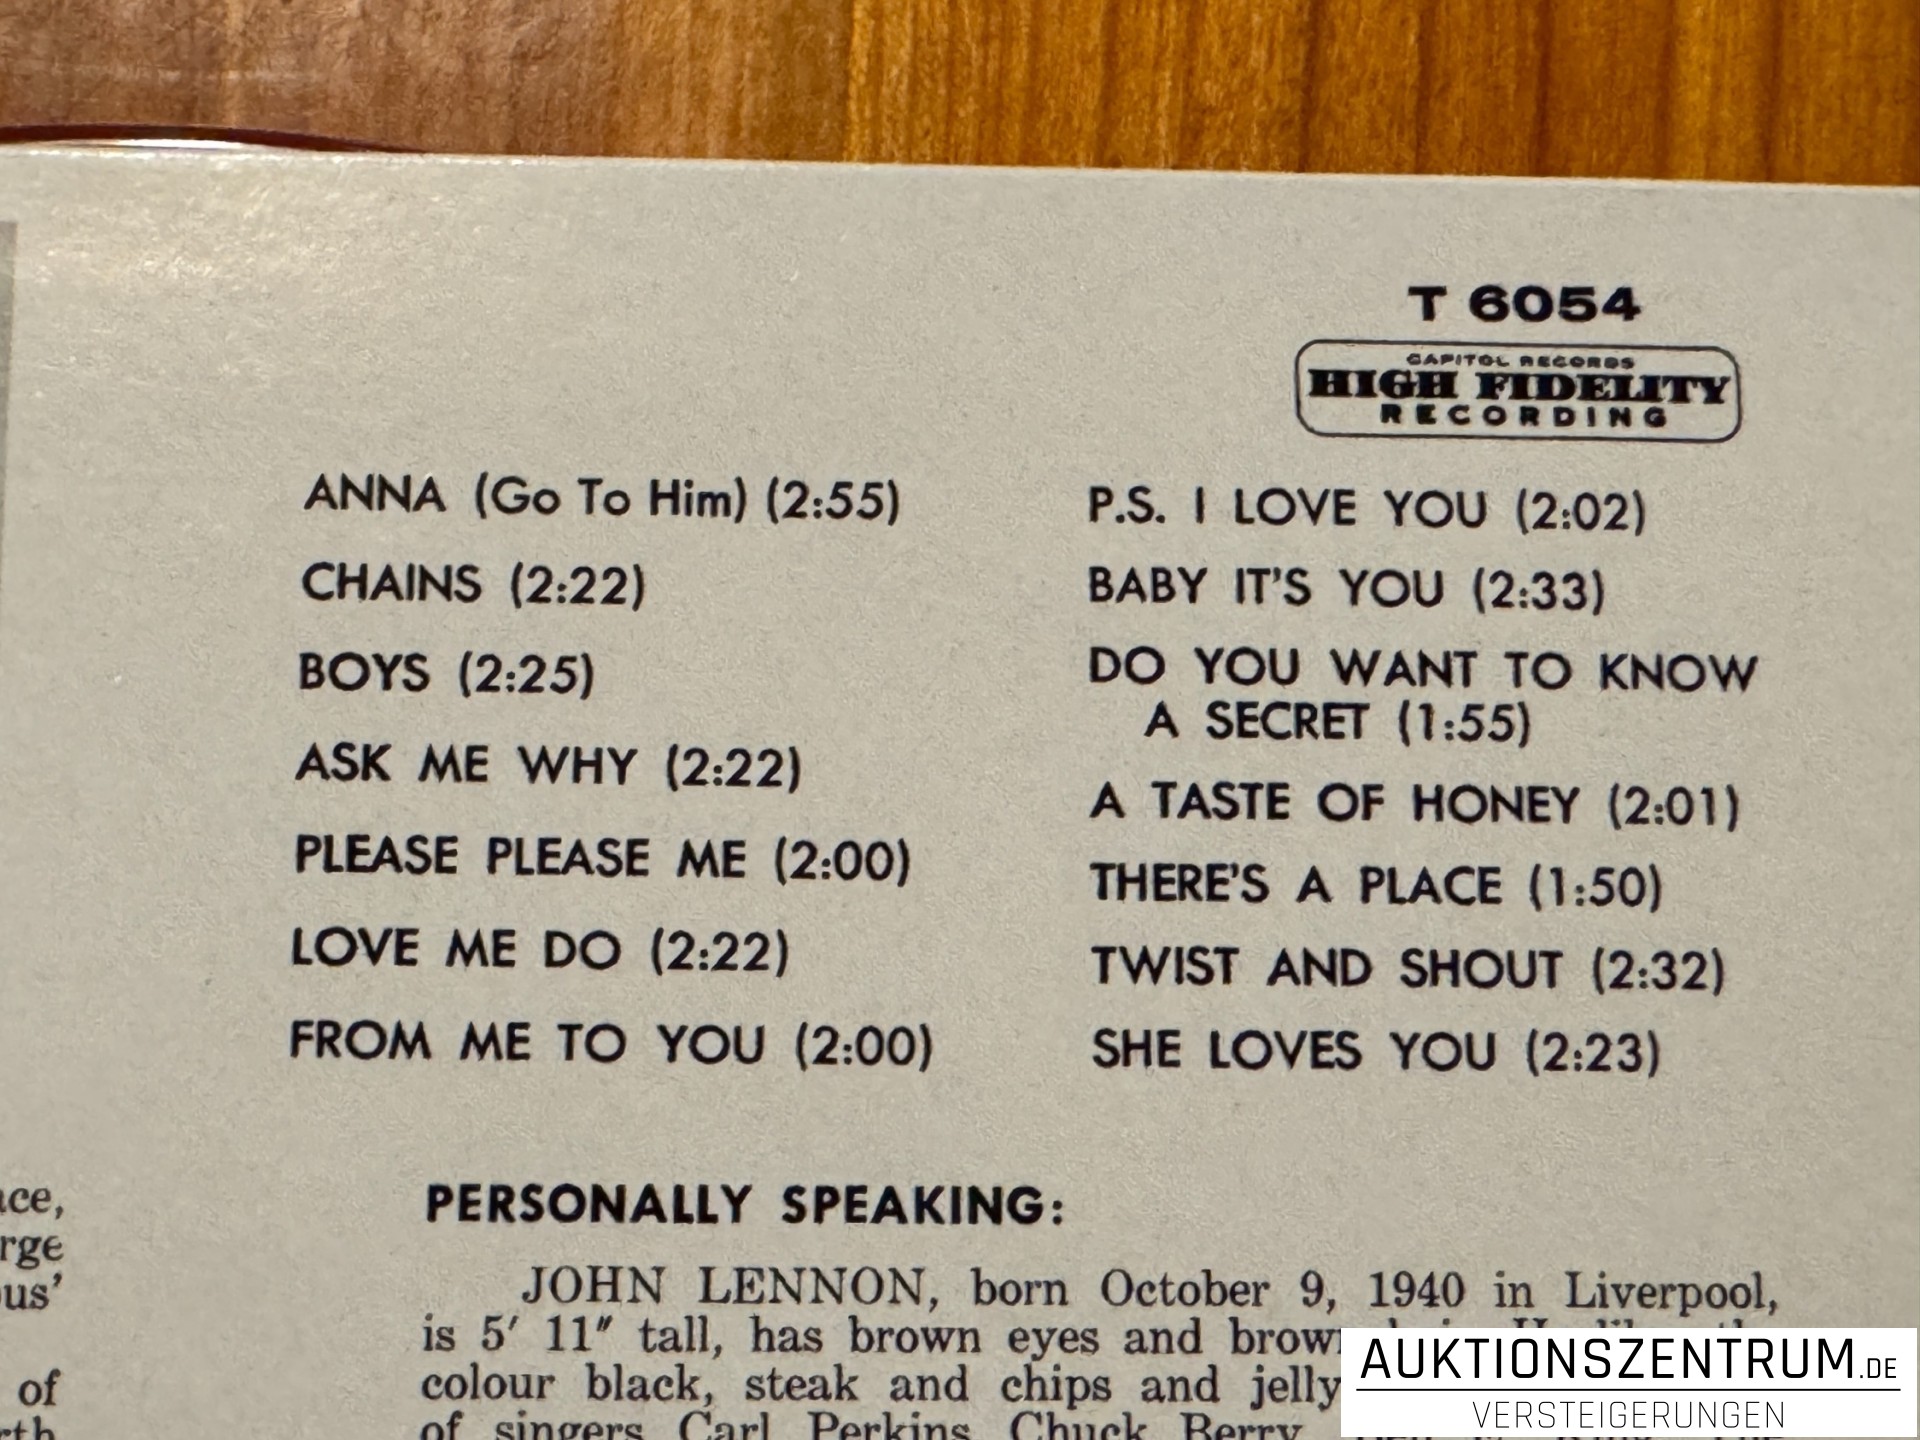 T 6054
CAPITOL RECORDS
HIGH FIDELITY
RECORDING
ANNA (Go To Him) (2:55)
CHAINS (2:22)
BOYS (2:25)
ASK ME WHY (2:22)
PLEASE PLEASE ME (2:00)
LOVE ME DO (2:22)
FROM ME TO YOU (2:00)
P.S. I LOVE YOU (2:02)
BABY IT'S YOU (2:33)
DO YOU WANT TO KNOW
A SECRET (1:55)
A TASTE OF HONEY (2:01)
THERE'S A PLACE (1:50)
TWIST AND SHOUT (2:32)
SHE LOVES YOU (2:23)
of
PERSONALLY SPEAKING:
JOHN LENNON, born October 9, 1940 in Liverpool,
is 5′ 11″ tall, has brown eyes and
colour black, steak and chips and jelly
of singers Carl Perkins, Chuck Berry,
AUKTIONSZENTRUM.DE
VERSTEIGERUNGEN